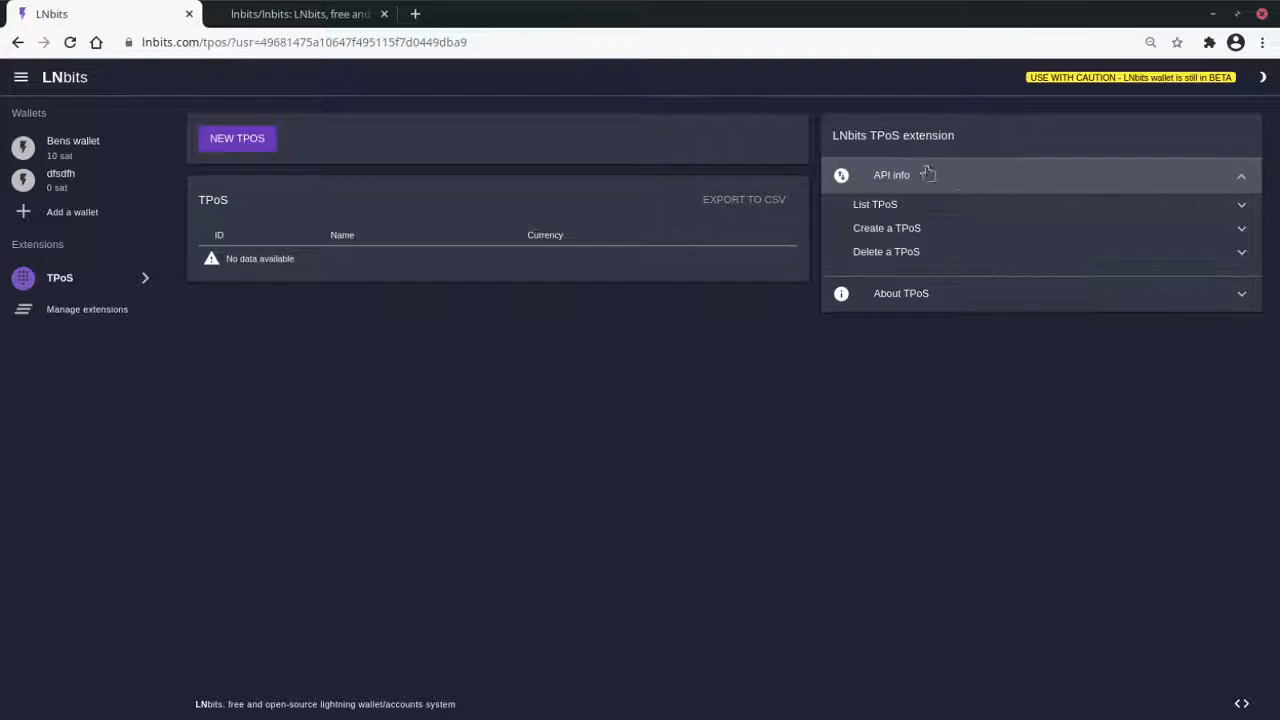 LNbits
lnbits/lnbits: LNbits, free and
lnbits.com/tpos/?usr=49681475a10647f495115f7d0449dba9
LNbits
USE WITH CAUTION - LNbits wallet is still in BETA
Wallets
Bens wallet
10 sat
dfsdfh
0 sat
Add a wallet
Extensions
TPoS
Manage extensions
NEW TPOS
TPoS
EXPORT TO CSV
ID Name Currency
No data available
LNbits TPoS extension
API info
List TPoS
Create a TPoS
Delete a TPoS
About TPoS
LNbits. free and open-source lightning wallet/accounts system